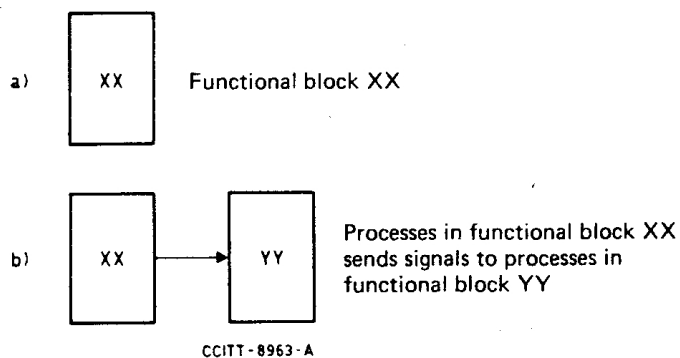 a) XX Functional block XX
b) XX YY Processes in functional block XX
sends signals to processes in
functional block YY
CCITT-8963-A